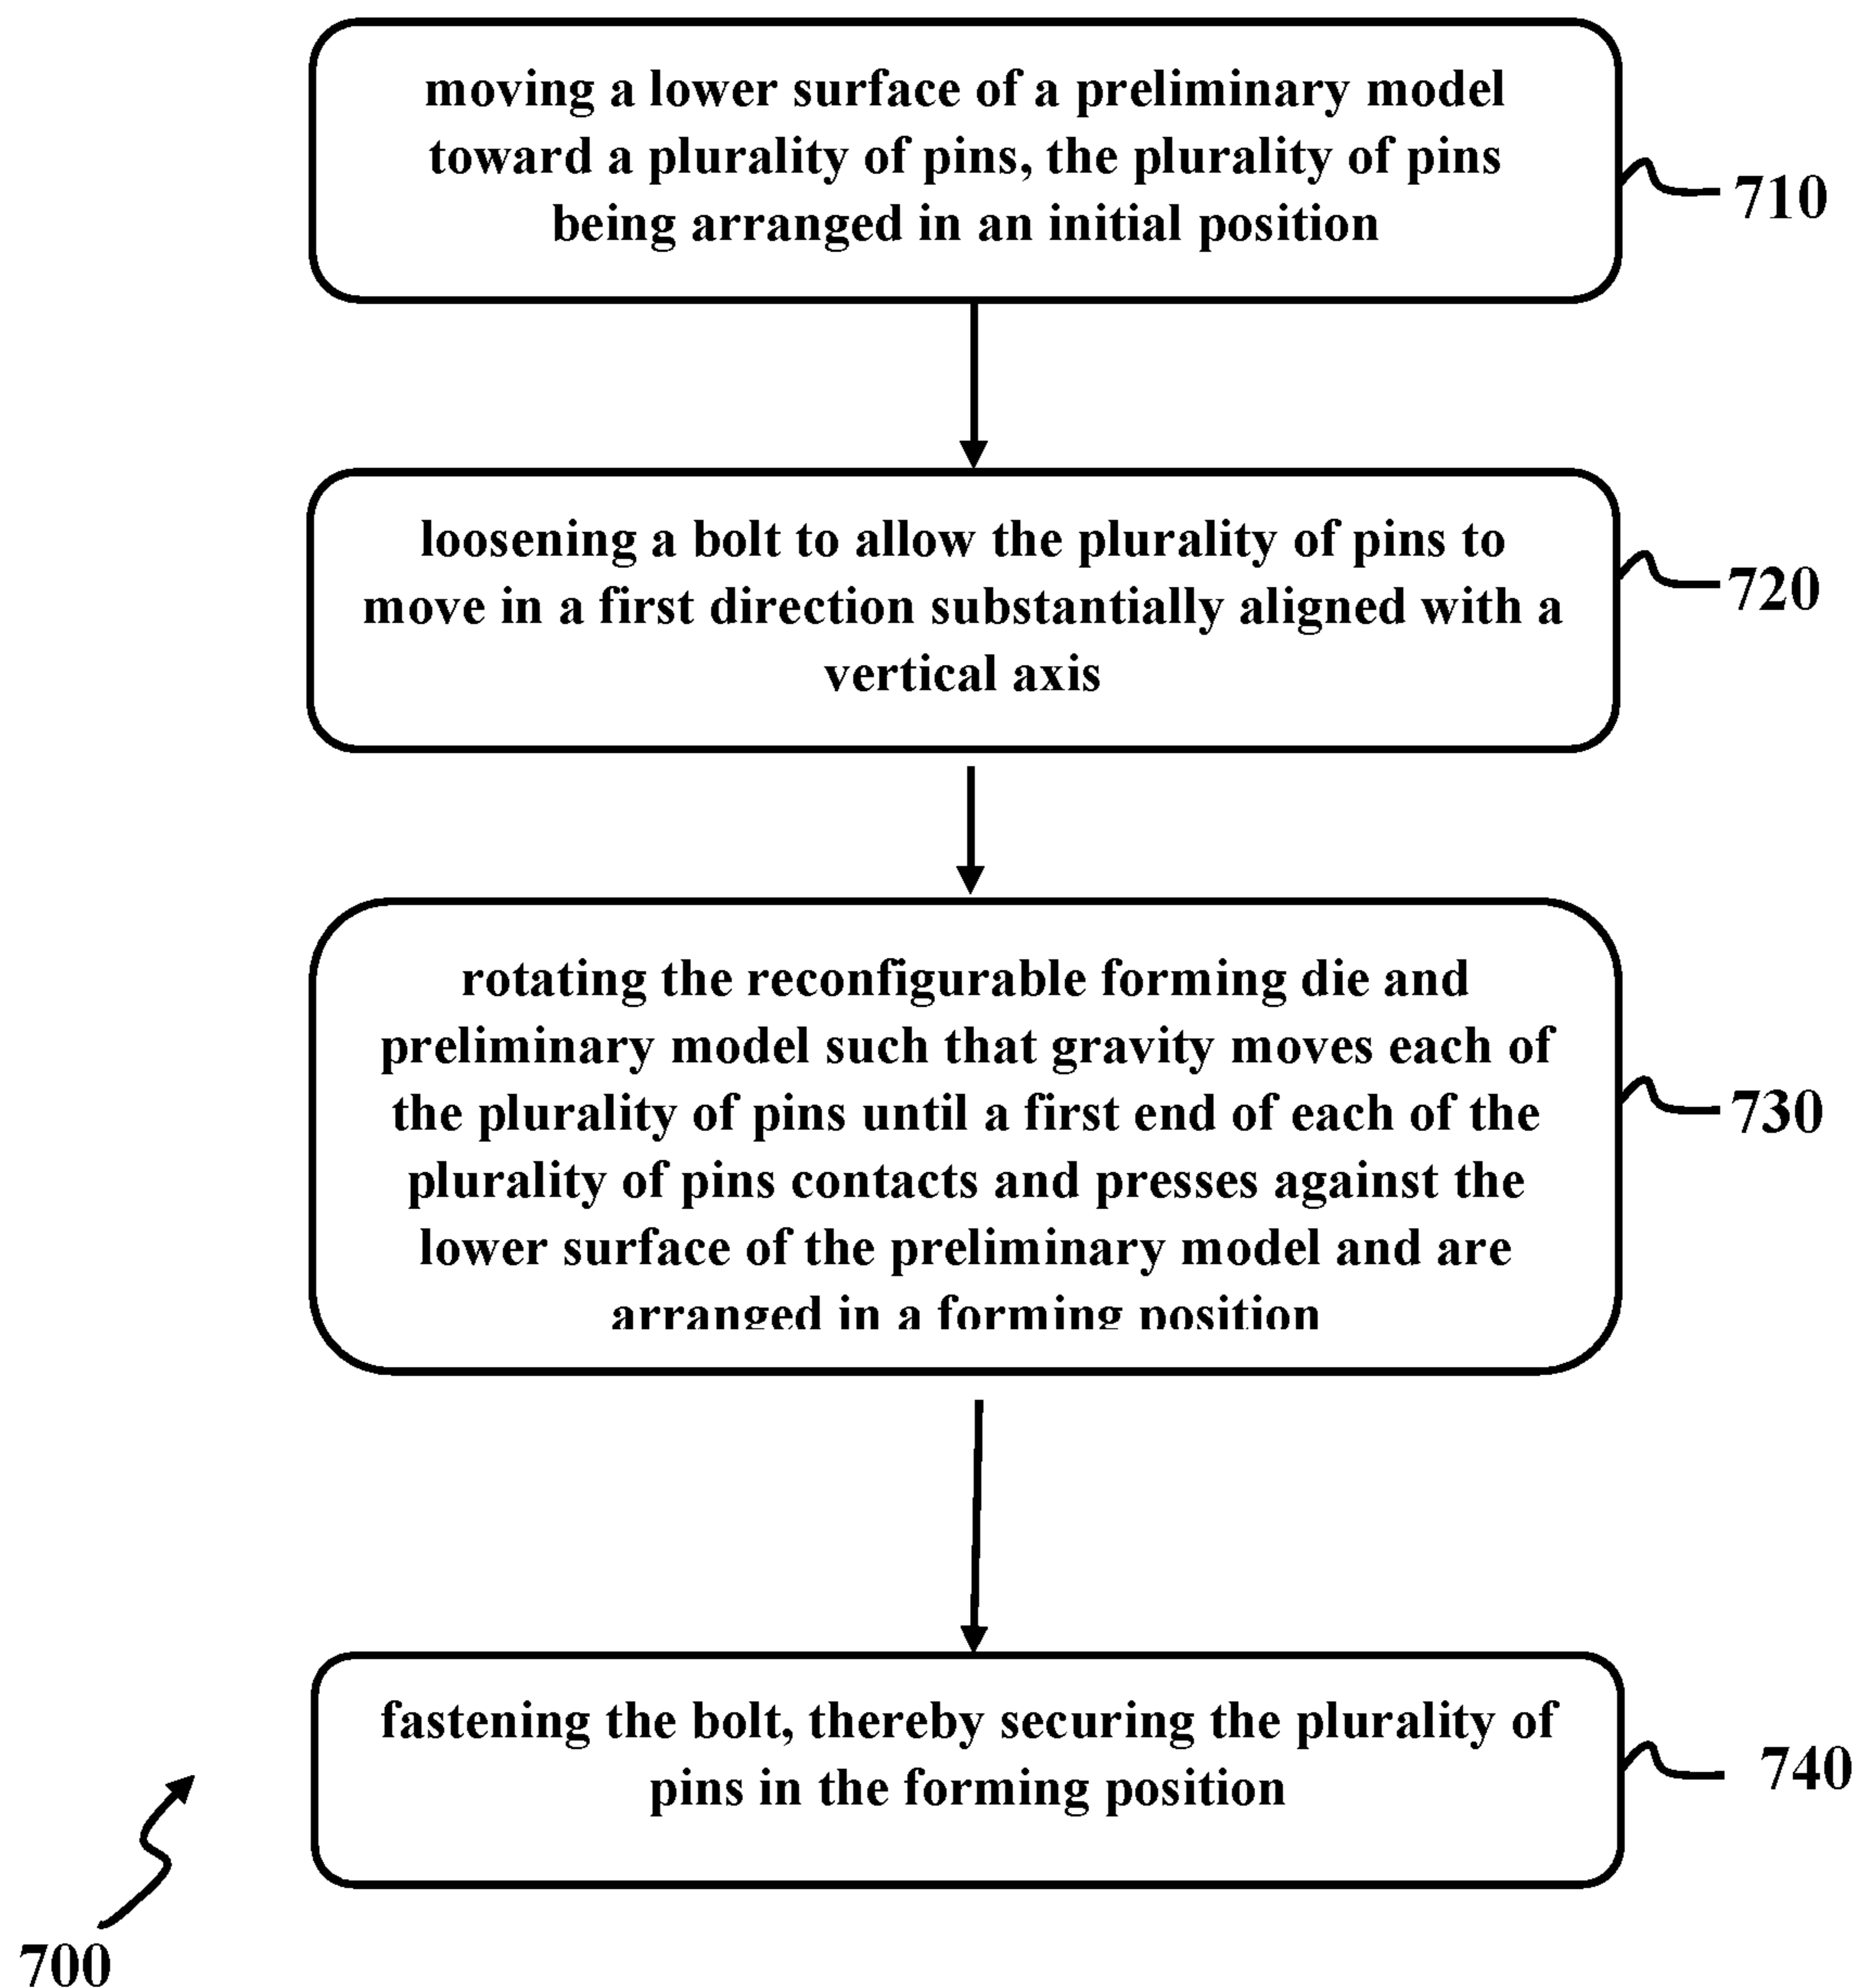 moving a lower surface of a preliminary model
toward a plurality of pins, the plurality of pins
being arranged in an initial position
710
loosening a bolt to allow the plurality of pins to
move in a first direction substantially aligned with a
vertical axis
720
rotating the reconfigurable forming die and
preliminary model such that gravity moves each of
the plurality of pins until a first end of each of the
plurality of pins contacts and presses against the
lower surface of the preliminary model and are
arranged in a forming position
730
fastening the bolt, thereby securing the plurality of
pins in the forming position
740
700